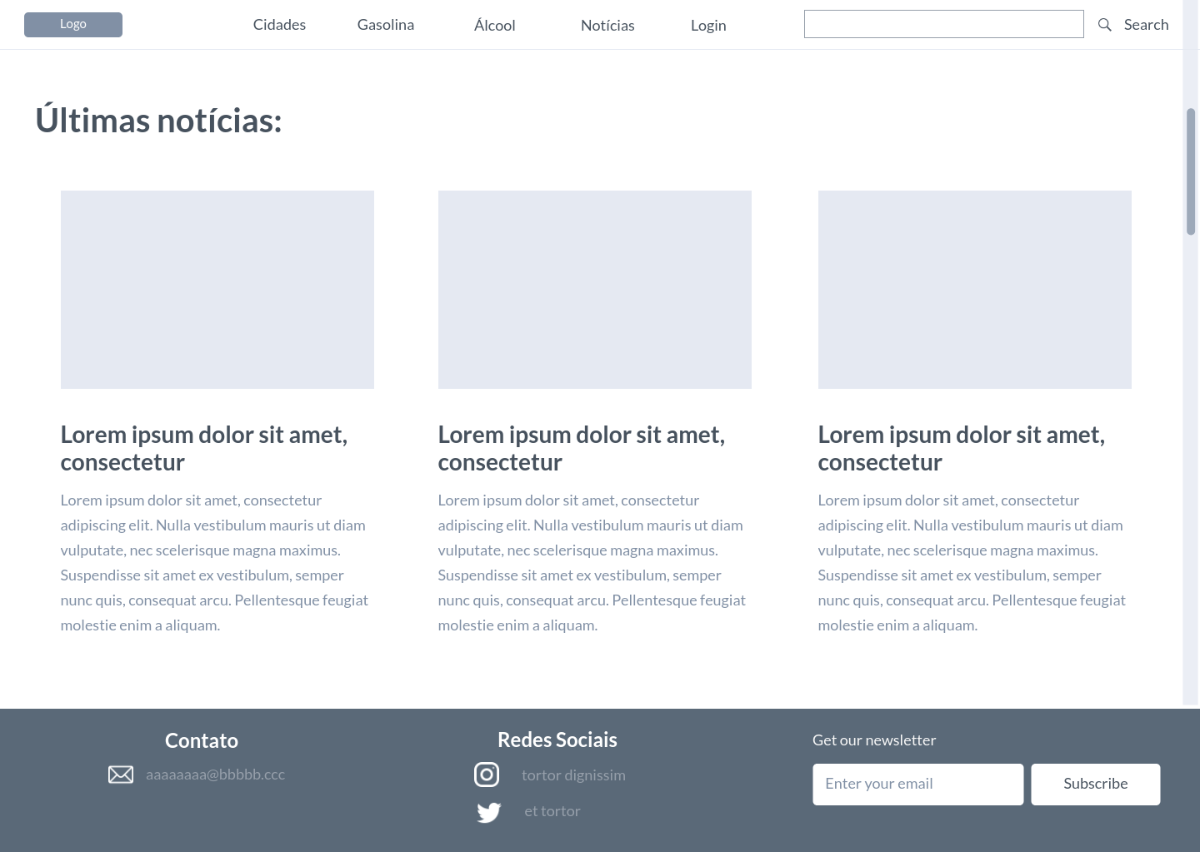 Logo
Cidades
Gasolina
Álcool
Notícias
Login
Search
Últimas notícias:
Lorem ipsum dolor sit amet,
consectetur
Lorem ipsum dolor sit amet, consectetur
adipiscing elit. Nulla vestibulum mauris ut diam
vulputate, nec scelerisque magna maximus.
Suspendisse sit amet ex vestibulum, semper
nunc quis, consequat arcu. Pellentesque feugiat
molestie enim a aliquam.
Lorem ipsum dolor sit amet,
consectetur
Lorem ipsum dolor sit amet, consectetur
adipiscing elit. Nulla vestibulum mauris ut diam
vulputate, nec scelerisque magna maximus.
Suspendisse sit amet ex vestibulum, semper
nunc quis, consequat arcu. Pellentesque feugiat
molestie enim a aliquam.
Lorem ipsum dolor sit amet,
consectetur
Lorem ipsum dolor sit amet, consectetur
adipiscing elit. Nulla vestibulum mauris ut diam
vulputate, nec scelerisque magna maximus.
Suspendisse sit amet ex vestibulum, semper
nunc quis, consequat arcu. Pellentesque feugiat
molestie enim a aliquam.
Contato
aaaaaaaa@bbbbb.ccc
Redes Sociais
tortor dignissim
et tortor
Get our newsletter
Enter your email
Subscribe